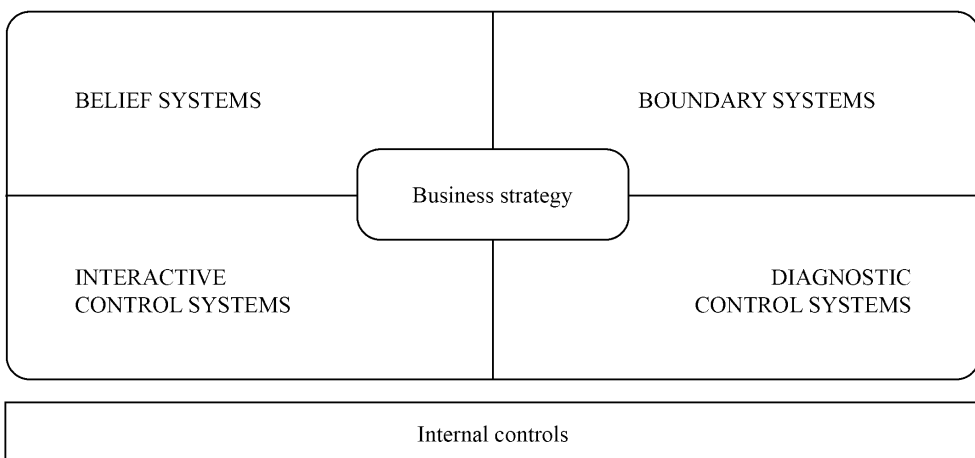 BELIEF SYSTEMS
BOUNDARY SYSTEMS
Business strategy
INTERACTIVE
CONTROL SYSTEMS
DIAGNOSTIC
CONTROL SYSTEMS
Internal controls